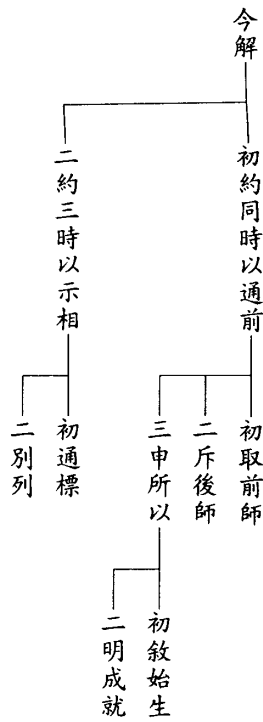 今解
初約同時以通前
初取前師
二斥後師
三申所以
初敘始生
二明成就
二約三時以示相
初通標
二別列